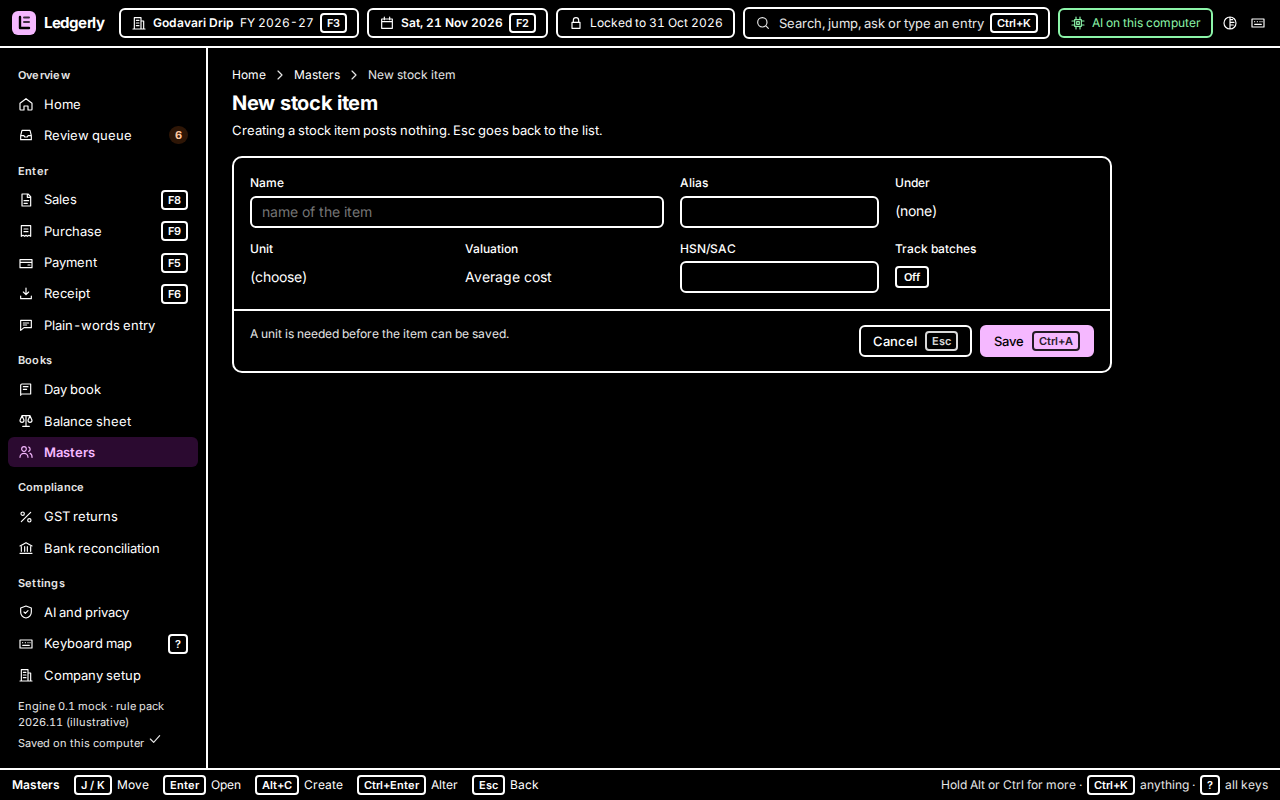 Ledgerly
Godavari Drip FY 2026-27 F3
Sat, 21 Nov 2026 F2
Locked to 31 Oct 2026
Search, jump, ask or type an entry Ctrl+K
AI on this computer
Overview
Home
Review queue 6
Enter
Sales F8
Purchase F9
Payment F5
Receipt F6
Plain-words entry
Books
Day book
Balance sheet
Masters
Compliance
GST returns
Bank reconciliation
Settings
AI and privacy
Keyboard map ?
Company setup
Engine 0.1 mock · rule pack
2026.11 (illustrative)
Saved on this computer
Home Masters New stock item
New stock item
Creating a stock item posts nothing. Esc goes back to the list.
Name Alias Under
name of the item (none)
Unit Valuation HSN/SAC Track batches
(choose) Average cost Off
A unit is needed before the item can be saved.
Cancel Esc Save Ctrl+A
Masters J / K Move Enter Open Alt+C Create Ctrl+Enter Alter Esc Back
Hold Alt or Ctrl for more · Ctrl+K anything · ? all keys